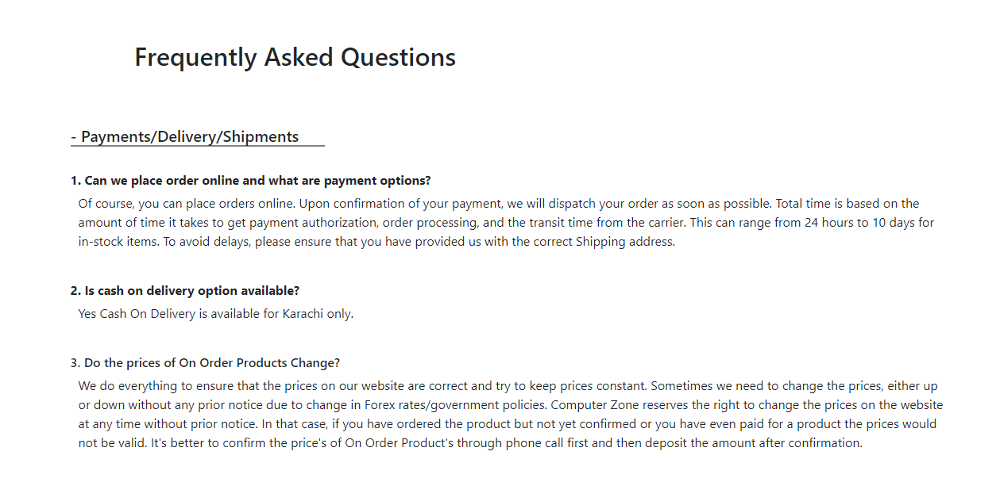 Frequently Asked Questions
- Payments/Delivery/Shipments
1. Can we place order online and what are payment options?
Of course, you can place orders online. Upon confirmation of your payment, we will dispatch your order as soon as possible. Total time is based on the
amount of time it takes to get payment authorization, order processing, and the transit time from the carrier. This can range from 24 hours to 10 days for
in-stock items. To avoid delays, please ensure that you have provided us with the correct Shipping address.
2. Is cash on delivery option available?
Yes Cash On Delivery is available for Karachi only.
3. Do the prices of On Order Products Change?
We do everything to ensure that the prices on our website are correct and try to keep prices constant. Sometimes we need to change the prices, either up
or down without any prior notice due to change in Forex rates/government policies. Computer Zone reserves the right to change the prices on the website
at any time without prior notice. In that case, if you have ordered the product but not yet confirmed or you have even paid for a product the prices would
not be valid. It's better to confirm the price's of On Order Product's through phone call first and then deposit the amount after confirmation.